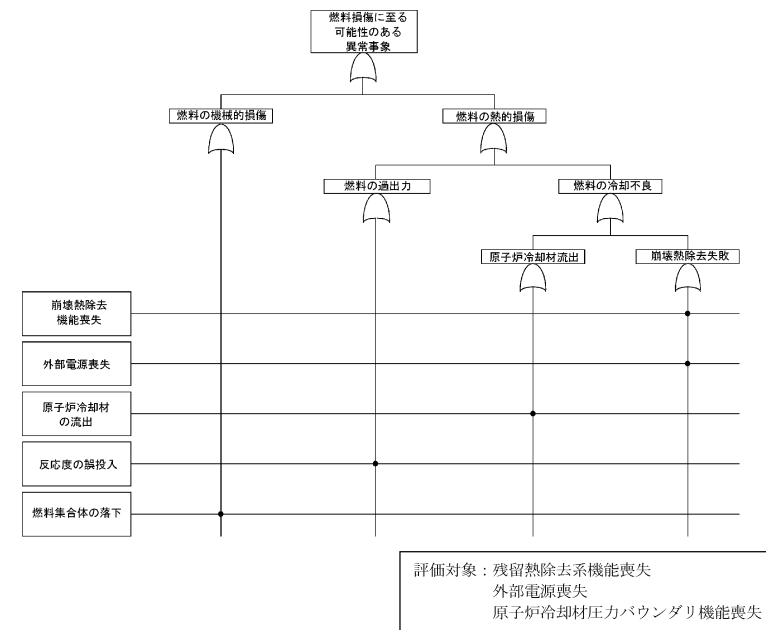 燃料損傷に至る
可能性のある
異常事象
燃料の機械的損傷
燃料の熱的損傷
燃料の過出力
燃料の冷却不良
原子炉冷却材流出
崩壊熱除去失敗
崩壊熱除去
機能喪失
外部電源喪失
原子炉冷却材
の流出
反応度の誤投入
燃料集合体の落下
評価対象：残留熱除去系機能喪失
外部電源喪失
原子炉冷却材圧力バウンダリ機能喪失